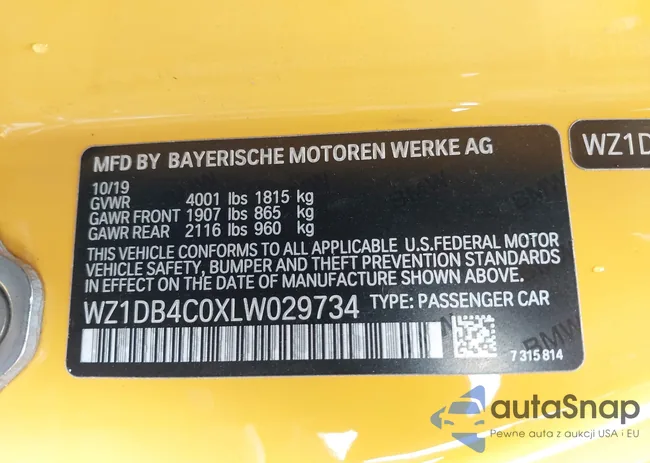 MFD BY BAYERISCHE MOTOREN WERKE AG
WZ1D
10/19
GVWR 4001 lbs 1815 kg
GAWR FRONT 1907 lbs 865 kg
GAWR REAR 2116 lbs 960 kg
THIS VEHICLE CONFORMS TO ALL APPLICABLE U.S.FEDERAL MOTOR
VEHICLE SAFETY, BUMPER AND THEFT PREVENTION STANDARDS
IN EFFECT ON THE DATE OF MANUFACTURE SHOWN ABOVE.
WZ1DB4C0XLW029734 TYPE: PASSENGER CAR
BMW
7 315 814
autoSnap
Pewne auta z aukcji USA i EU